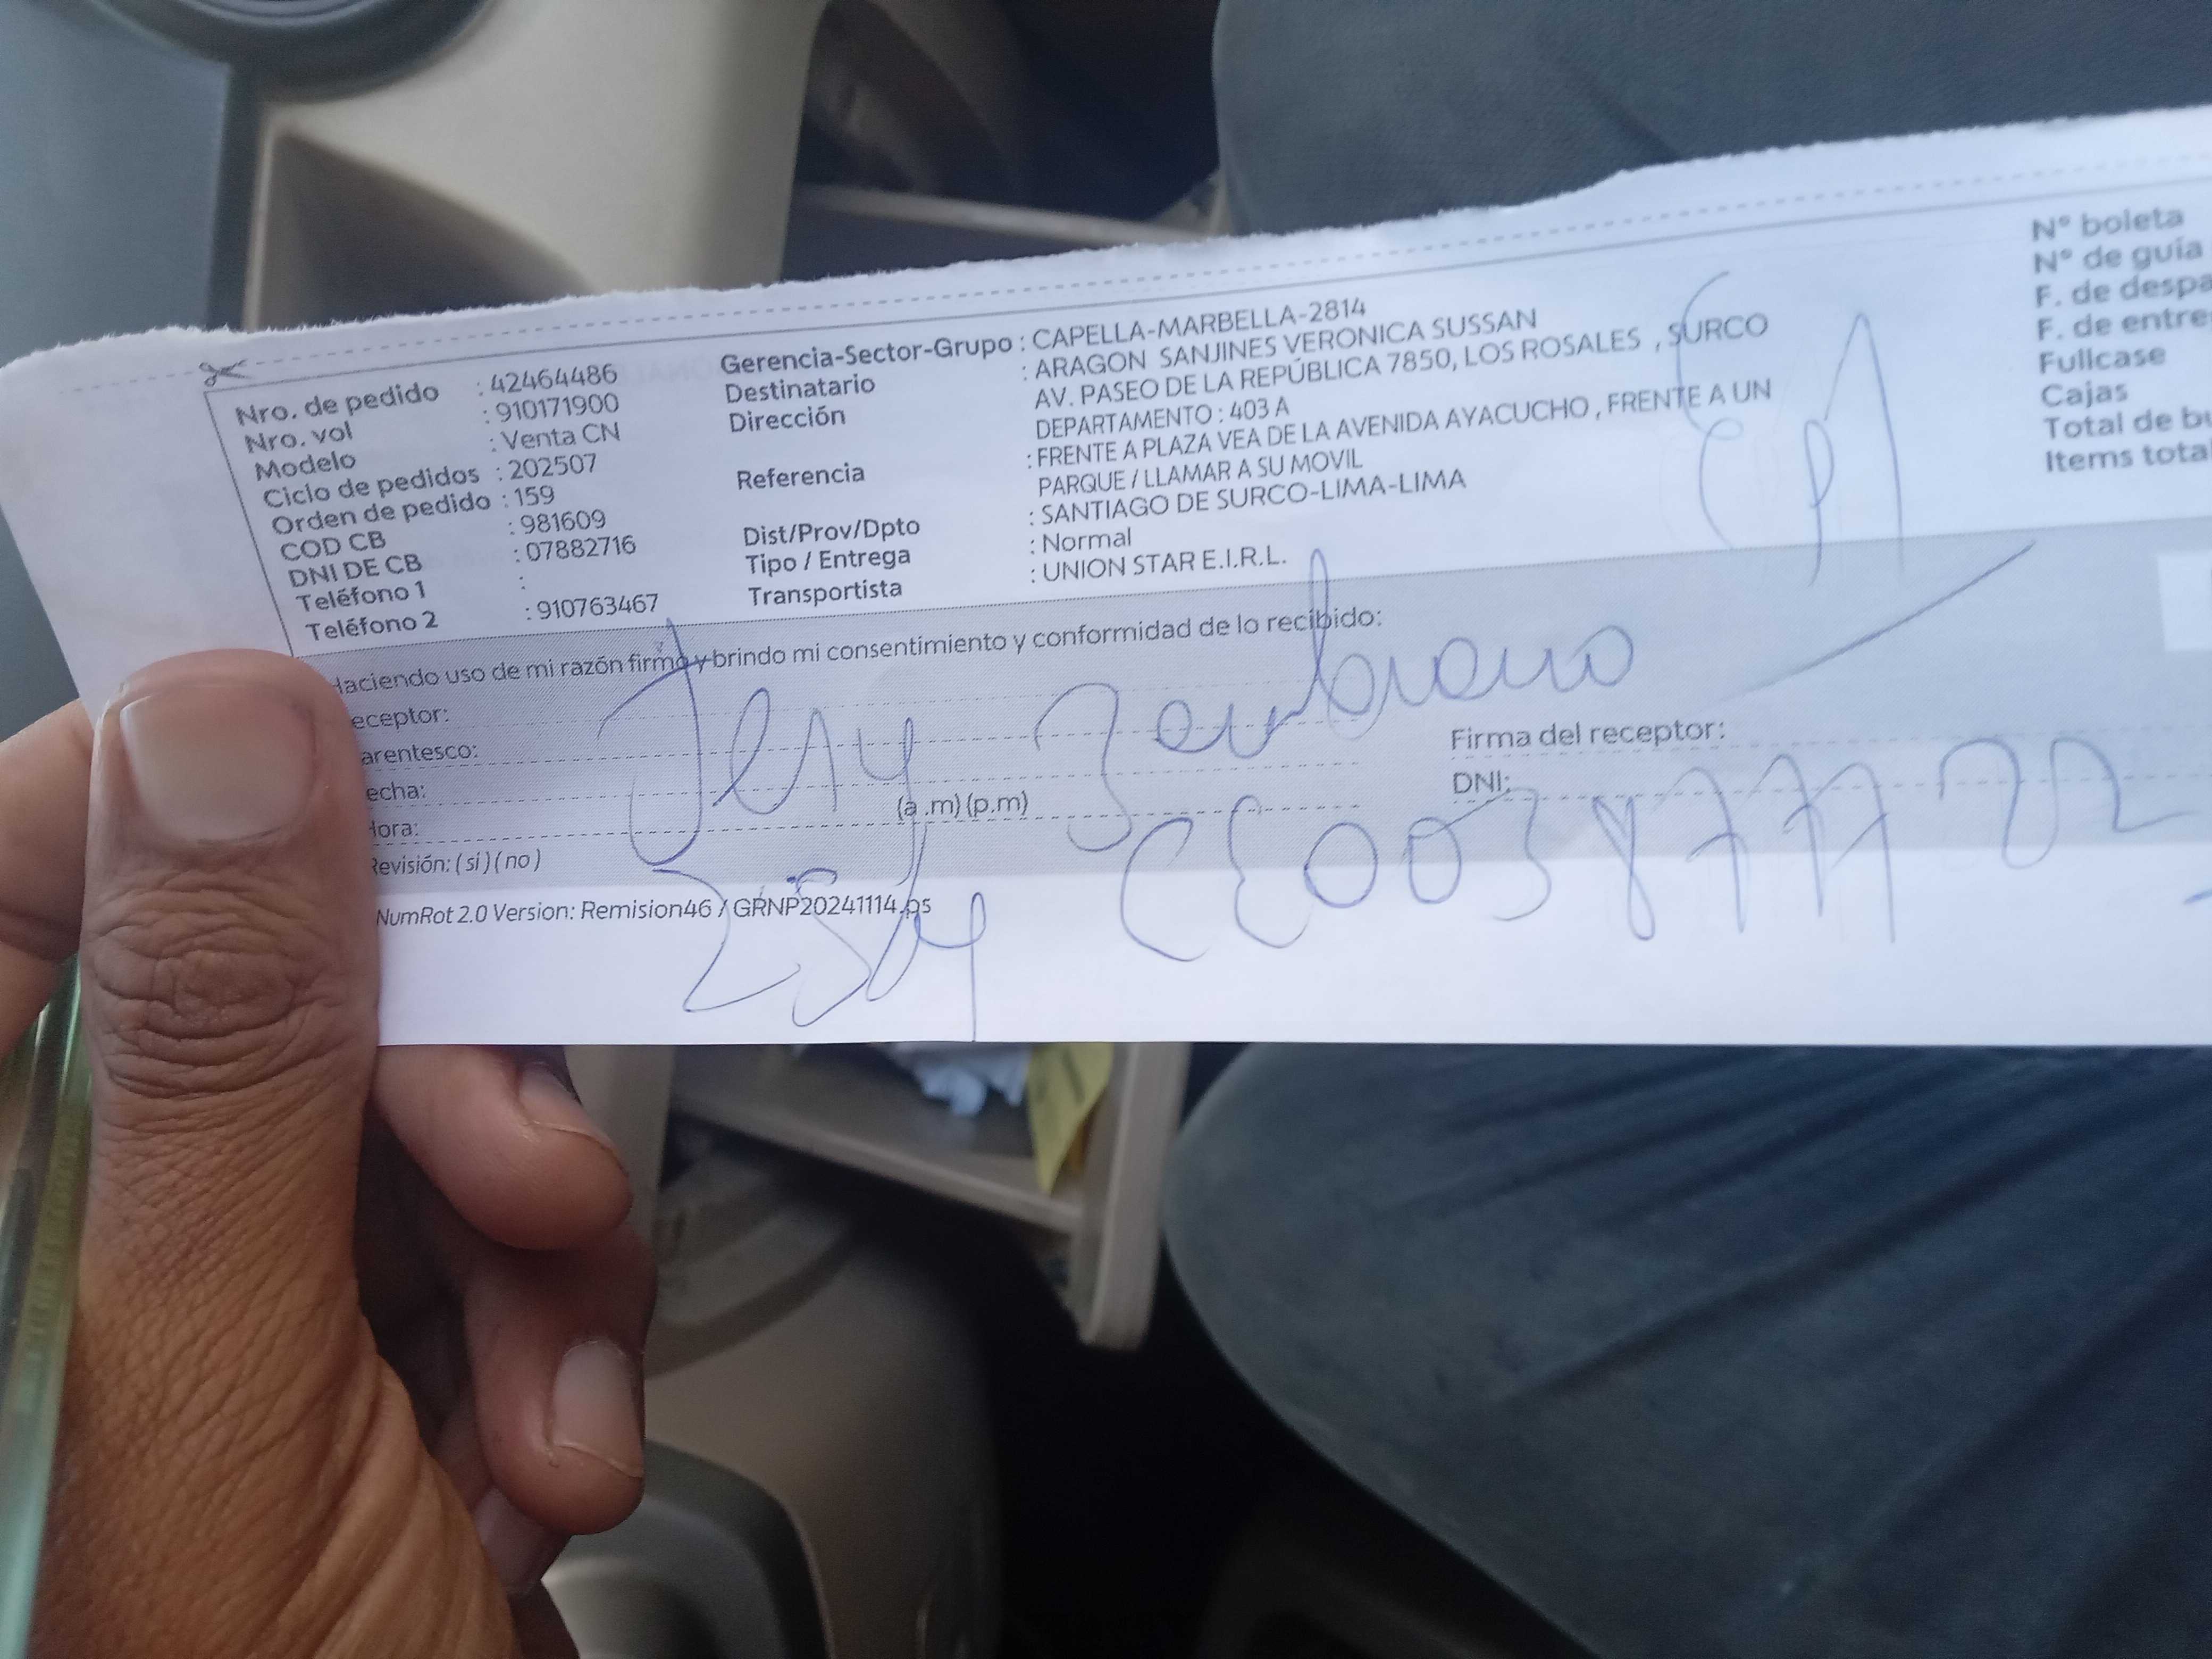 Nro. de pedido : 42464486
Nro. vol : 910171900
Modelo : Venta CN
Ciclo de pedidos : 202507
Orden de pedido : 159
COD CB : 981609
DNI DE CB : 07882716
Teléfono 1 :
Teléfono 2 : 910763467
Gerencia-Sector-Grupo : CAPELLA-MARBELLA-2814
Destinatario : ARAGON SANJINES VERONICA SUSSAN
Dirección AV. PASEO DE LA REPÚBLICA 7850, LOS ROSALES , SURCO
DEPARTAMENTO : 403 A
Referencia : FRENTE A PLAZA VEA DE LA AVENIDA AYACUCHO , FRENTE A UN
PARQUE / LLAMAR A SU MOVIL
Dist/Prov/Dpto : SANTIAGO DE SURCO-LIMA-LIMA
Tipo / Entrega : Normal
Transportista : UNION STAR E.I.R.L.
N° boleta
N° de guía
F. de despa
F. de entre
Fullcase
Cajas
Total de bu
Items total
Haciendo uso de mi razón firmo y brindo mi consentimiento y conformidad de lo recibido:
eceptor:
arentesco:
echa:
Hora: (a .m) (p.m)
Revisión: ( si ) ( no )
Firma del receptor:
DNI:
Zambrano
NumRot 2.0 Version: Remision46 / GRNP20241114.ps